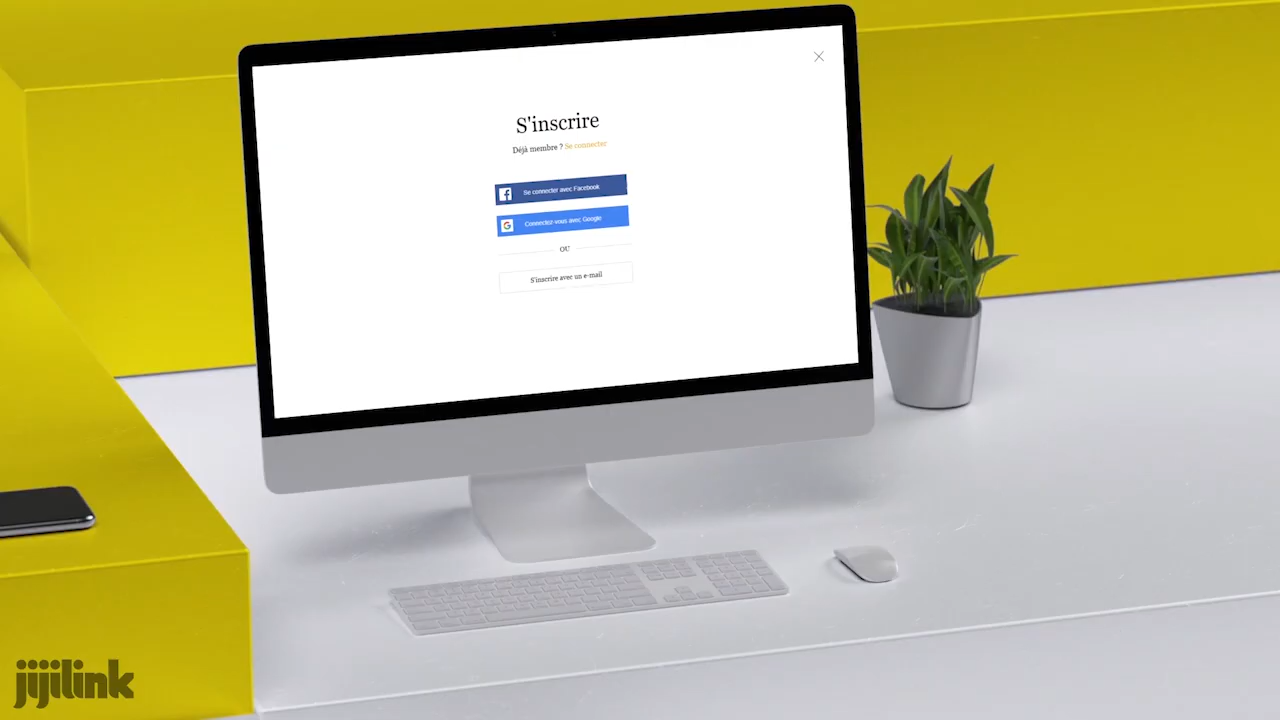 S'inscrire
Déjà membre ? Se connecter
Se connecter avec Facebook
Connectez-vous avec Google
OU
S'inscrire avec un e-mail
jijilink